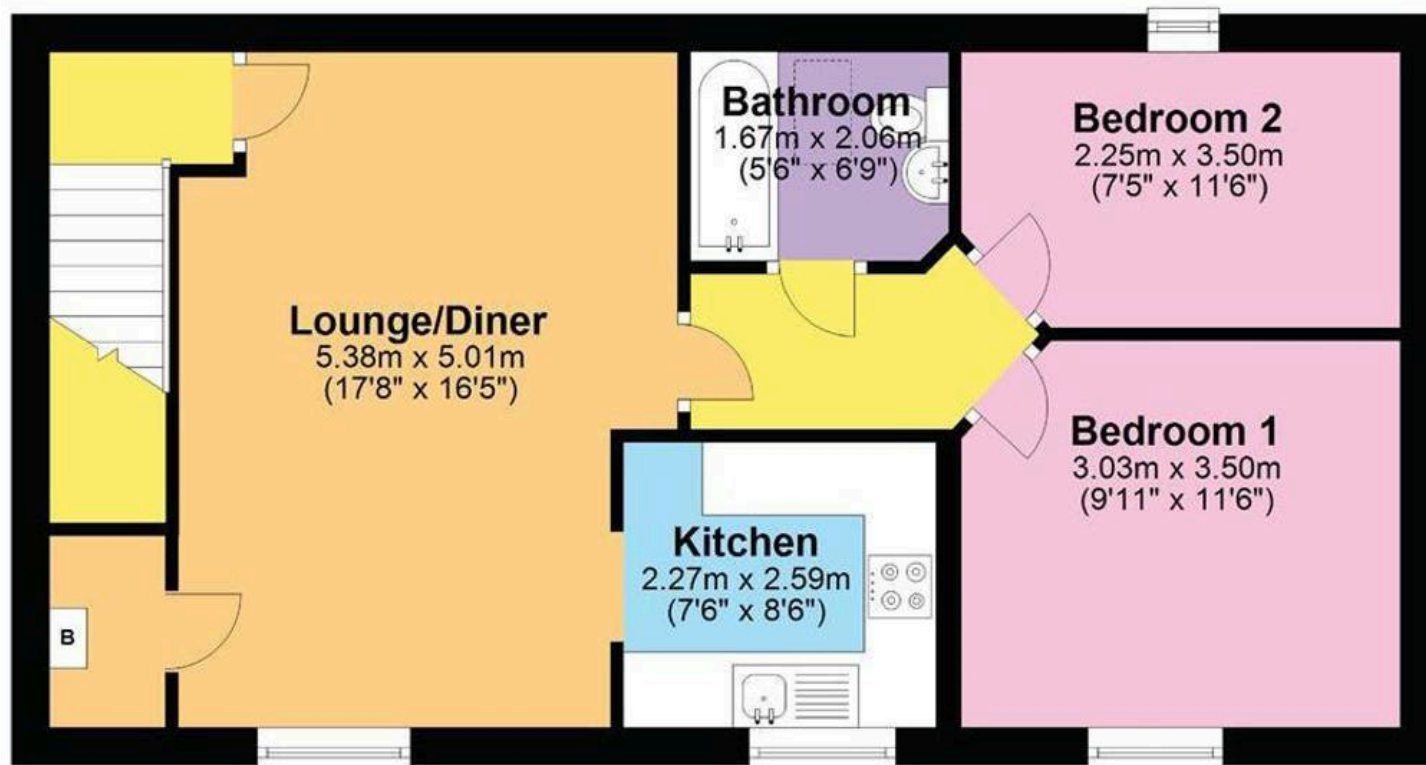 Bathroom
1.67m x 2.06m
(5'6" x 6'9")
Bedroom 2
2.25m x 3.50m
(7'5" x 11'6")
Lounge/Diner
5.38m x 5.01m
(17'8" x 16'5")
Bedroom 1
3.03m x 3.50m
(9'11" x 11'6")
Kitchen
2.27m x 2.59m
(7'6" x 8'6")
B